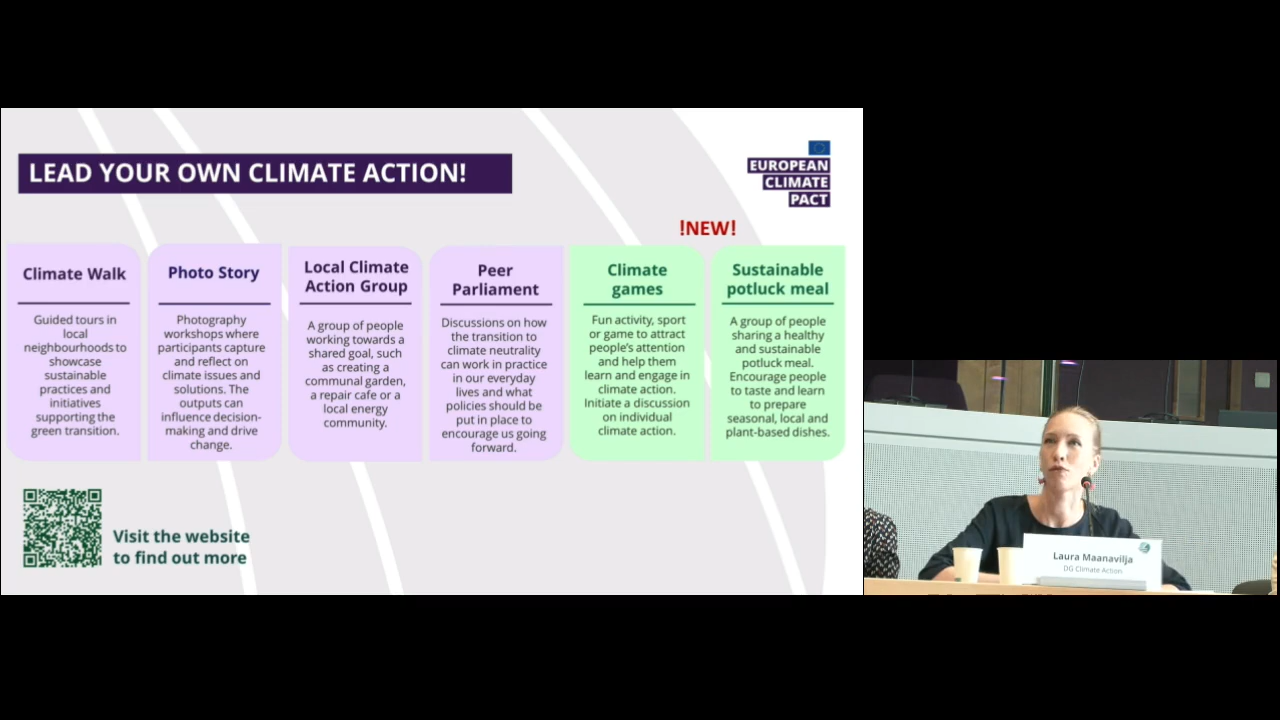 LEAD YOUR OWN CLIMATE ACTION!
EUROPEAN
CLIMATE
PACT
!NEW!
Climate Walk
Guided tours in
local
neighbourhoods to
showcase
sustainable
practices and
initiatives
supporting the
green transition.
Photo Story
Photography
workshops where
participants capture
and reflect on
climate issues and
solutions. The
outputs can
influence decision-
making and drive
change.
Local Climate
Action Group
A group of people
working towards a
shared goal, such
as creating a
communal garden,
a repair cafe or a
local energy
community.
Peer
Parliament
Discussions on how
the transition to
climate neutrality
can work in practice
in our everyday
lives and what
policies should be
put in place to
encourage us going
forward.
Climate
games
Fun activity, sport
or game to attract
people's attention
and help them
learn and engage in
climate action.
Initiate a discussion
on individual
climate action.
Sustainable
potluck meal
A group of people
sharing a healthy
and sustainable
potluck meal.
Encourage people
to taste and learn
to prepare
seasonal, local and
plant-based dishes.
Visit the website
to find out more
Laura Maanavilja
DG Climate Action